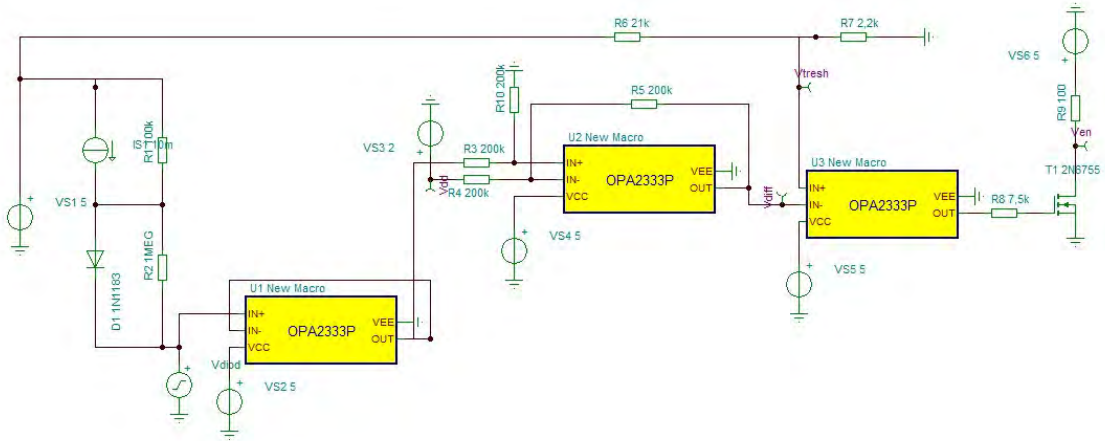 R6 21k
R7 2,2k
VS6 5
Vtresh
R10 200k
R5 200k
R9 100
R1 100k
IS1 10m
VS3 2
U2 New Macro
R3 200k
IN+
VEE
Ven
Vdd
R4 200k
IN-
OPA2333P
OUT
VCC
U3 New Macro
T1 2N6755
IN+
VEE
Vdiff
IN-
OPA2333P
OUT
VCC
R8 7,5k
VS1 5
VS4 5
VS5 5
D1 1N1183
R2 1MEG
U1 New Macro
IN+
VEE
IN-
OPA2333P
OUT
VCC
Vdiod
VS2 5